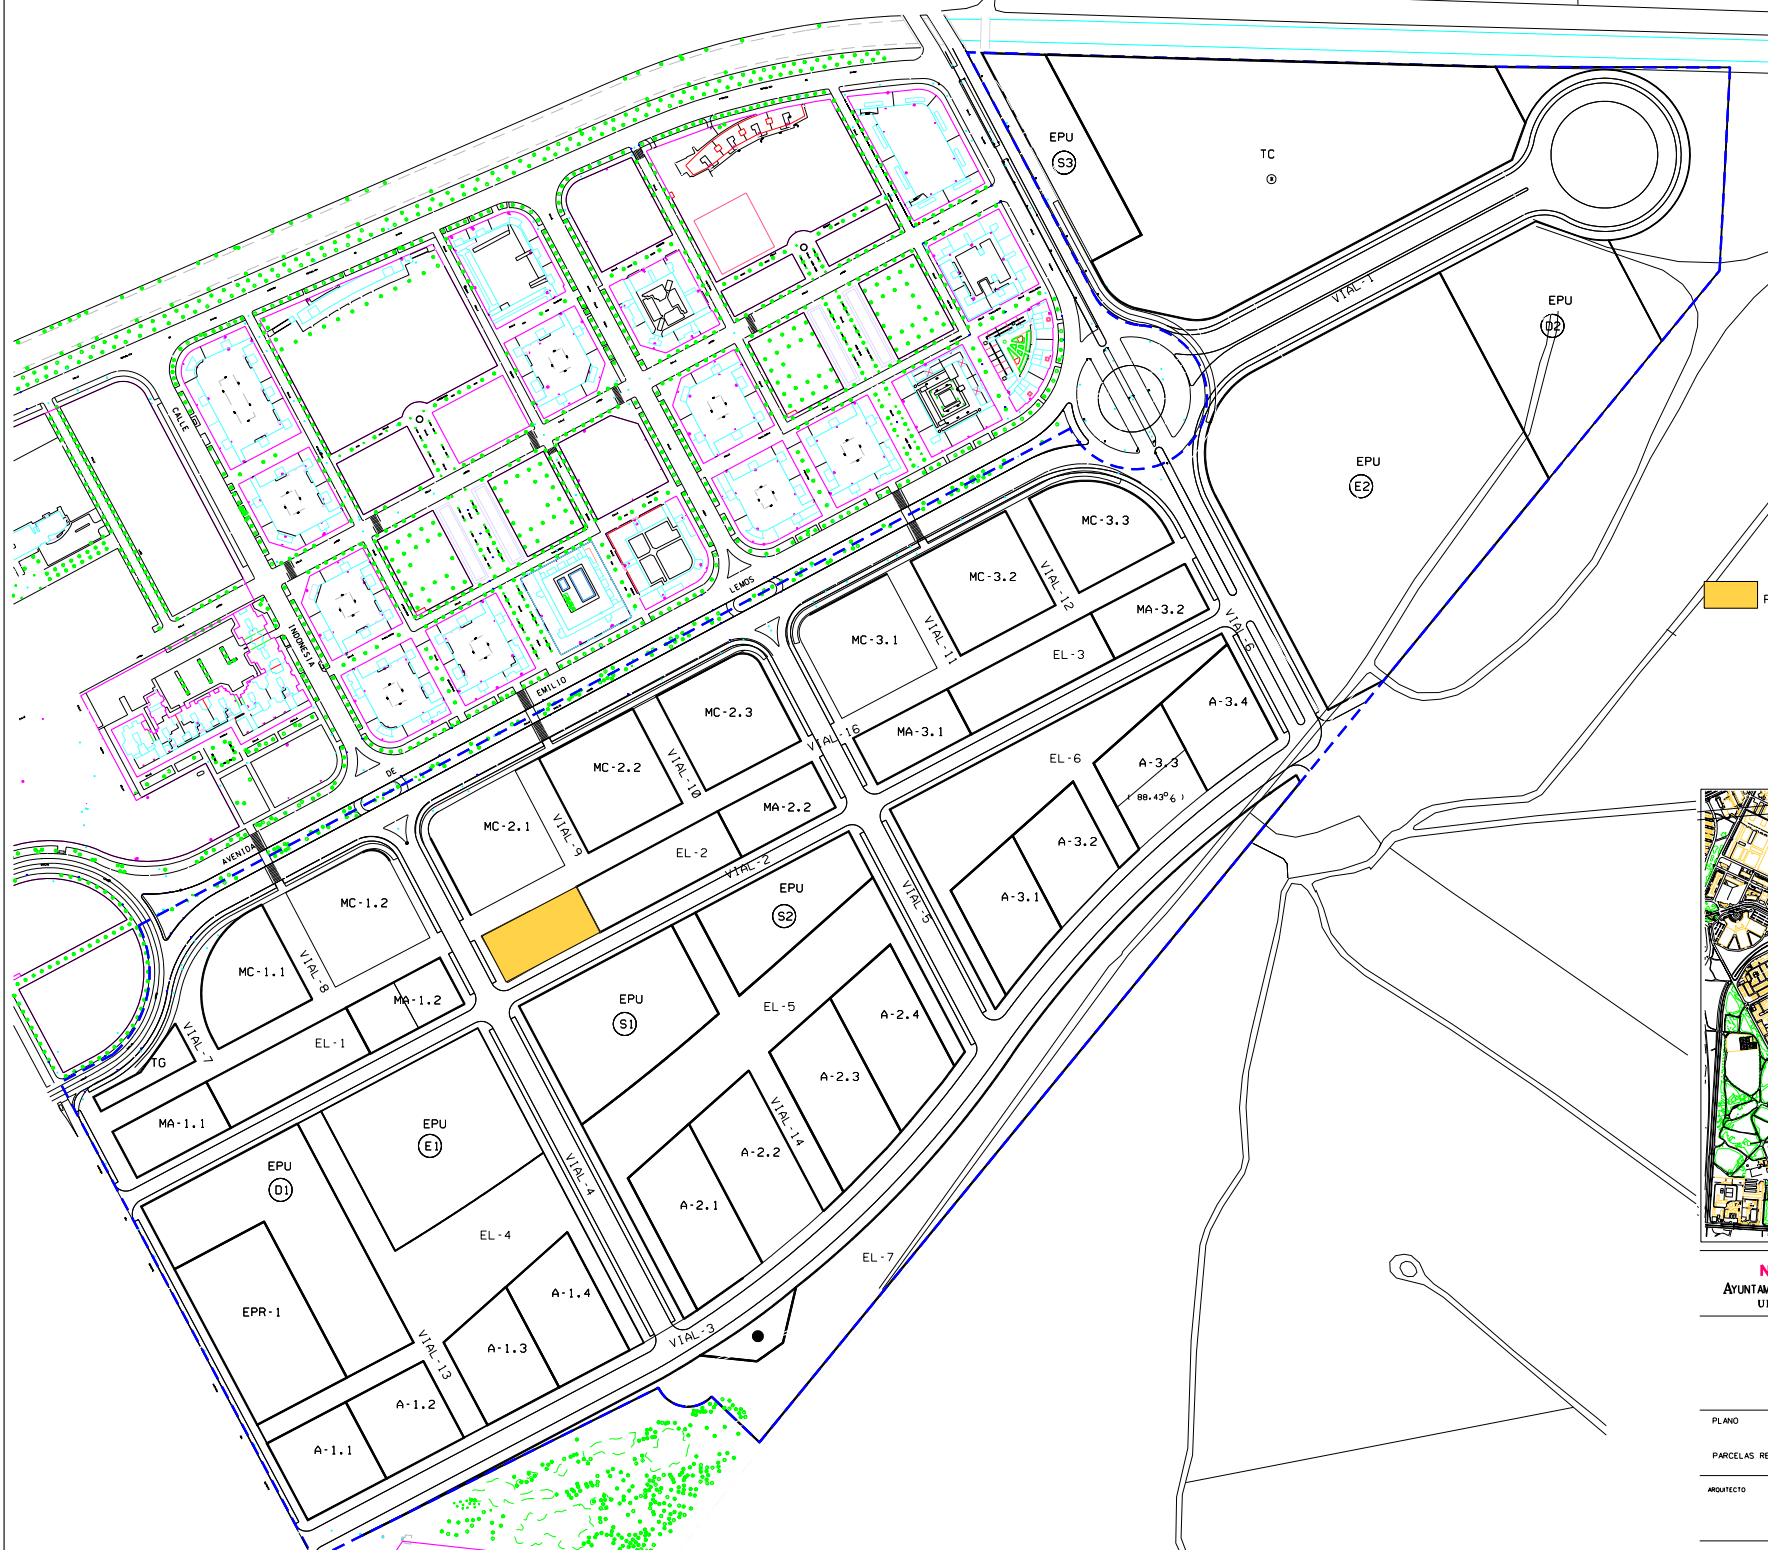 EPU
S3
TC
VIAL-1
EPU
D2
EPU
E2
CALLE
INDONESIA
AVENIDA
DE
EMILIO
LEMOS
MC-3.3
MC-3.2
VIAL-12
MA-3.2
MC-3.1
VIAL-11
EL-3
VIAL-6
MA-3.1
A-3.4
MC-2.3
VIAL-16
MC-2.2
VIAL-10
EL-6
A-3.3
( 88.43% )
MA-2.2
MC-2.1
VIAL-9
EL-2
VIAL-2
A-3.2
EPU
S2
VIAL-5
A-3.1
MC-1.2
MC-1.1
VIAL-8
MA-1.2
EPU
S1
EL-5
A-2.4
VIAL-7
TG
EL-1
A-2.3
MA-1.1
EPU
E1
VIAL-14
A-2.2
EPU
D1
VIAL-4
A-2.1
EL-4
EL-7
EPR-1
A-1.4
VIAL-3
A-1.3
VIAL-13
A-1.2
A-1.1
N
AYUNTAM
PLANO
PARCELAS RE
ARQUITECTO